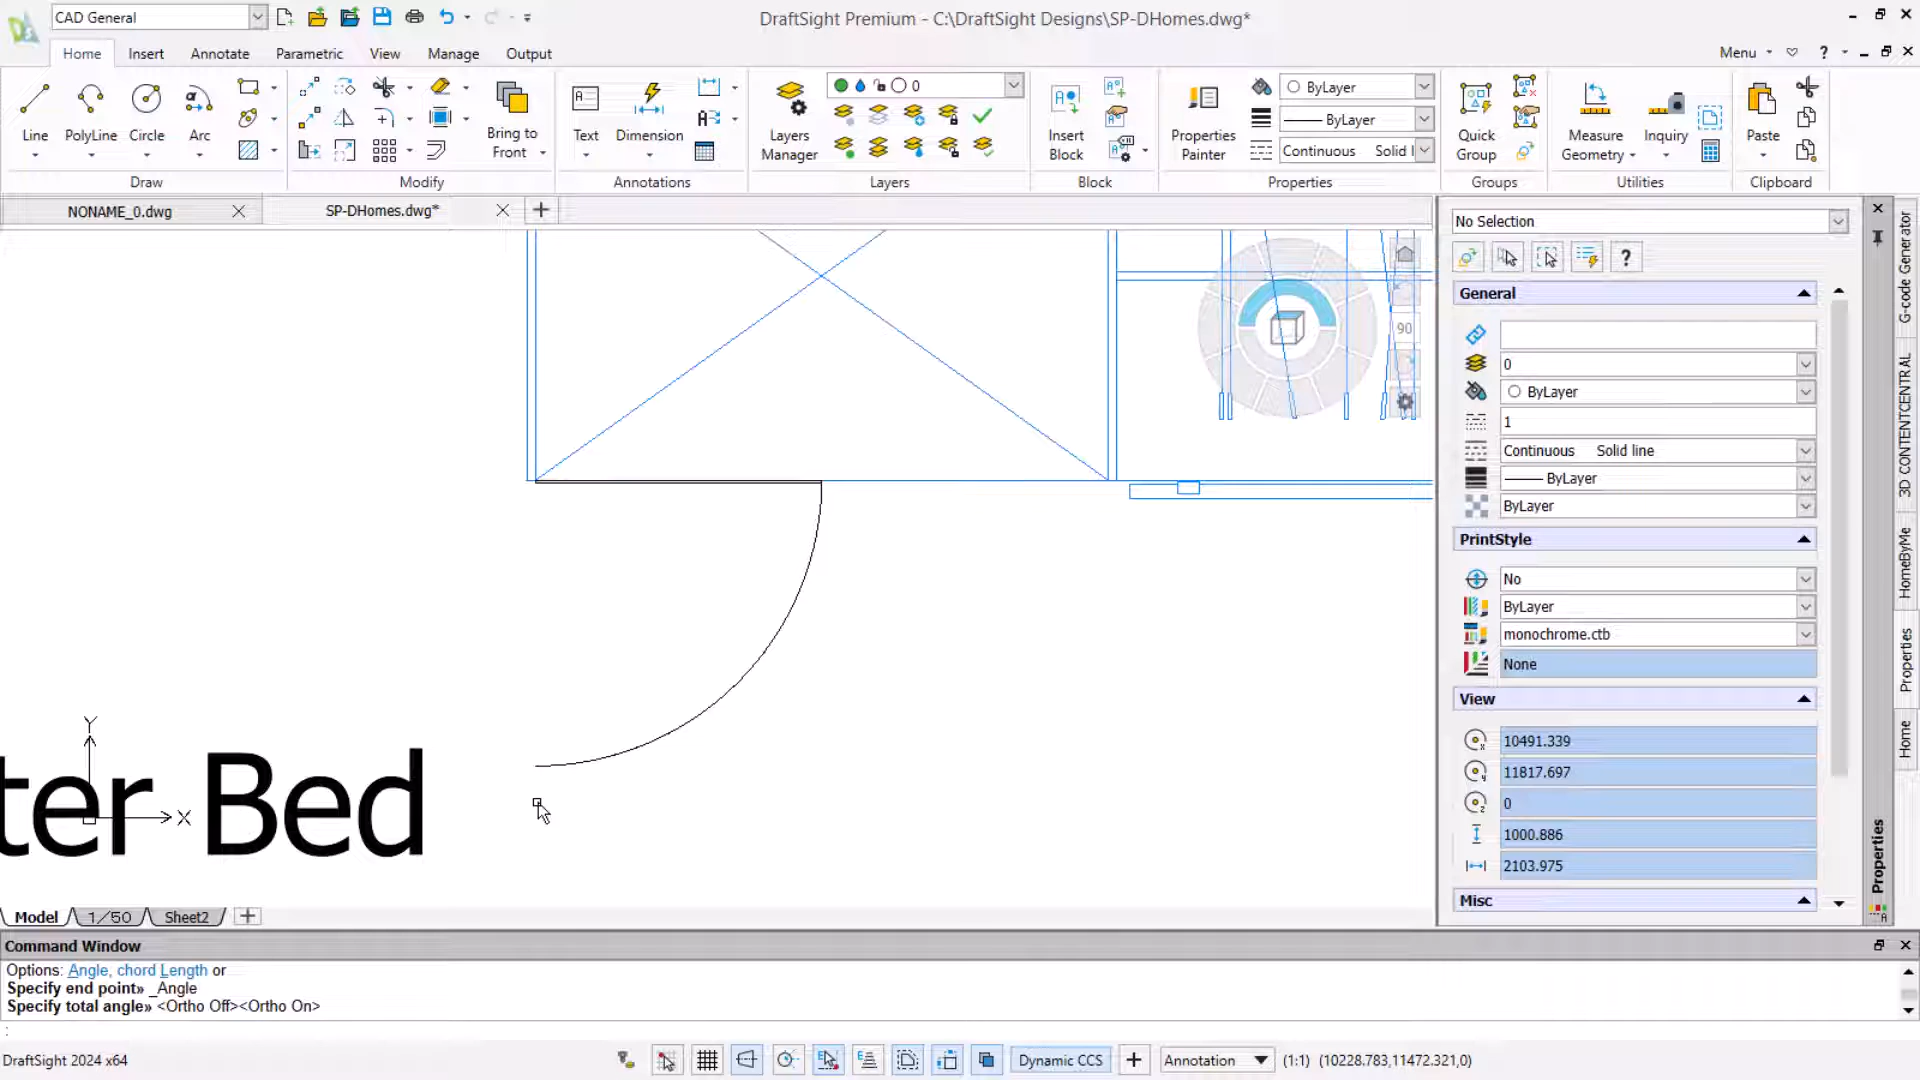 CAD General
DraftSight Premium - C:\DraftSight Designs\SP-DHomes.dwg*
Home
Insert
Annotate
Parametric
View
Manage
Output
Menu
?
Line
PolyLine
Circle
Arc
Bring to
Front
Text
Dimension
Layers
Manager
0
Insert
Block
Properties
Painter
ByLayer
ByLayer
Continuous Solid l
Quick
Group
Measure
Geometry
Inquiry
Paste
Draw
Modify
Annotations
Layers
Block
Properties
Groups
Utilities
Clipboard
NONAME_0.dwg
SP-DHomes.dwg*
90
No Selection
?
General
0
ByLayer
1
Continuous Solid line
ByLayer
ByLayer
PrintStyle
No
ByLayer
monochrome.ctb
None
View
10491.339
11817.697
0
1000.886
2103.975
Misc
G-code Generator
3D CONTENTCENTRAL
HomeByMe
Properties
Home
Properties
Y
X
ter Bed
Model
1/50
Sheet2
Command Window
Options: Angle, chord Length or
Specify end point» _Angle
Specify total angle» <Ortho Off><Ortho On>
:
DraftSight 2024 x64
Dynamic CCS
Annotation
(1:1)
(10228.783,11472.321,0)